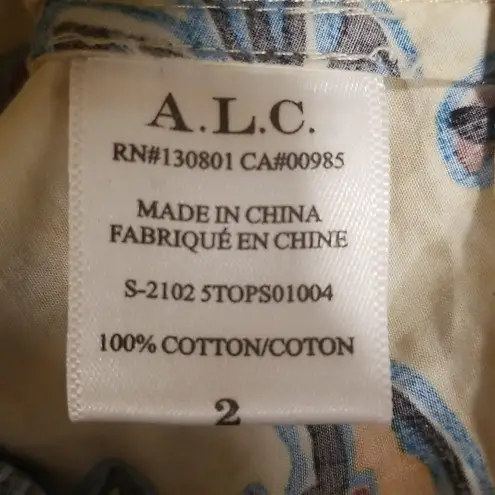 A.L.C.
RN#130801 CA#00985
MADE IN CHINA
FABRIQUÉ EN CHINE
S-2102 5TOPS01004
100% COTTON/COTON
2